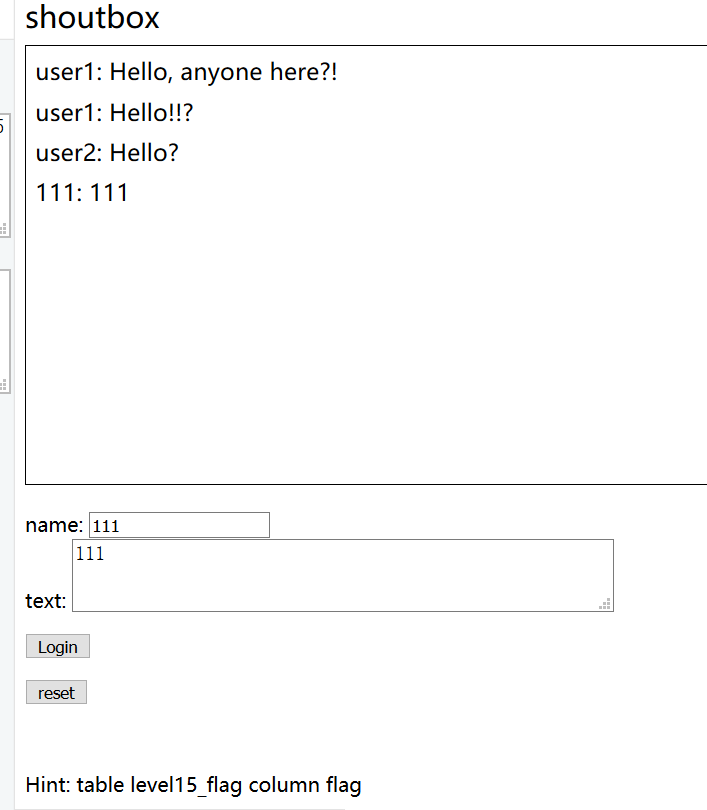 shoutbox
user1: Hello, anyone here?!
user1: Hello!!?
user2: Hello?
111: 111
name: 111
111
text:
Login
reset
Hint: table level15_flag column flag